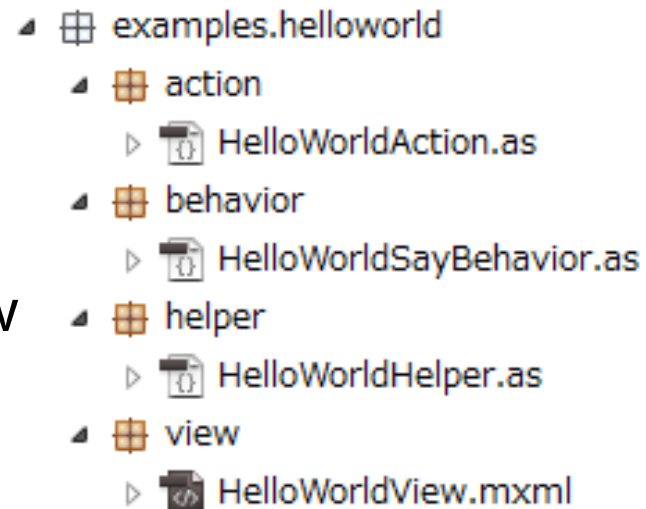 examples.helloworld
action
HelloWorldAction.as
behavior
HelloWorldSayBehavior.as
helper
HelloWorldHelper.as
view
HelloWorldView.mxml